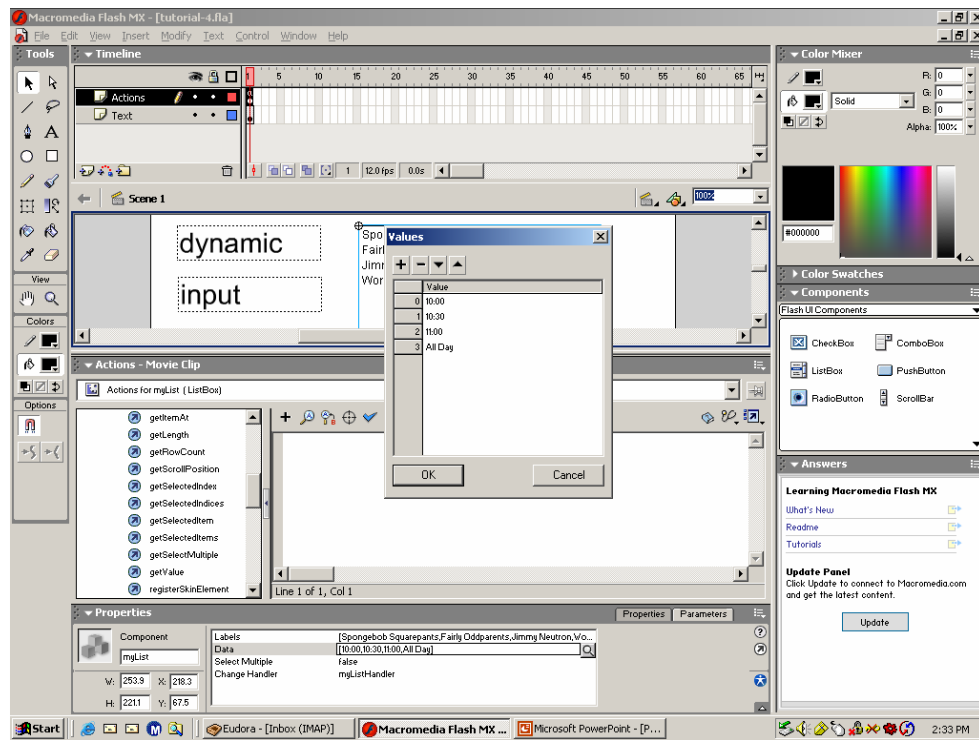 Macromedia Flash MX - [tutorial-4.fla]
File Edit View Insert Modify Text Control Window Help
Tools
Timeline
1 5 10 15 20 25 30 35 40 45 50 55 60 65
Actions
Text
1 12.0 fps 0.0s
Scene 1
100%
dynamic
input
Spo
Fairl
Jimr
Wor
View
Colors
Options
Values
Value
0 10:00
1 10:30
2 11:00
3 All Day
OK Cancel
Actions - Movie Clip
Actions for myList (ListBox)
getItemAt
getLength
getRowCount
getScrollPosition
getSelectedIndex
getSelectedIndices
getSelectedItem
getSelectedItems
getSelectMultiple
getValue
registerSkinElement
Line 1 of 1, Col 1
Properties
Properties Parameters
Component
myList
W: 253.9 X: 218.3
H: 221.1 Y: 67.5
Labels [Spongebob Squarepants,Fairly Oddparents,Jimmy Neutron,Wo...
Data [10:00,10:30,11:00,All Day]
Select Multiple false
Change Handler myListHandler
Color Mixer
R: 0
G: 0
B: 0
Solid
Alpha: 100%
#000000
Color Swatches
Components
Flash UI Components
CheckBox ComboBox
ListBox PushButton
RadioButton ScrollBar
Answers
Learning Macromedia Flash MX
What's New
Readme
Tutorials
Update Panel
Click Update to connect to Macromedia.com
and get the latest content.
Update
Start
Eudora - [Inbox (IMAP)]
Macromedia Flash MX ...
Microsoft PowerPoint - [P...
2:33 PM